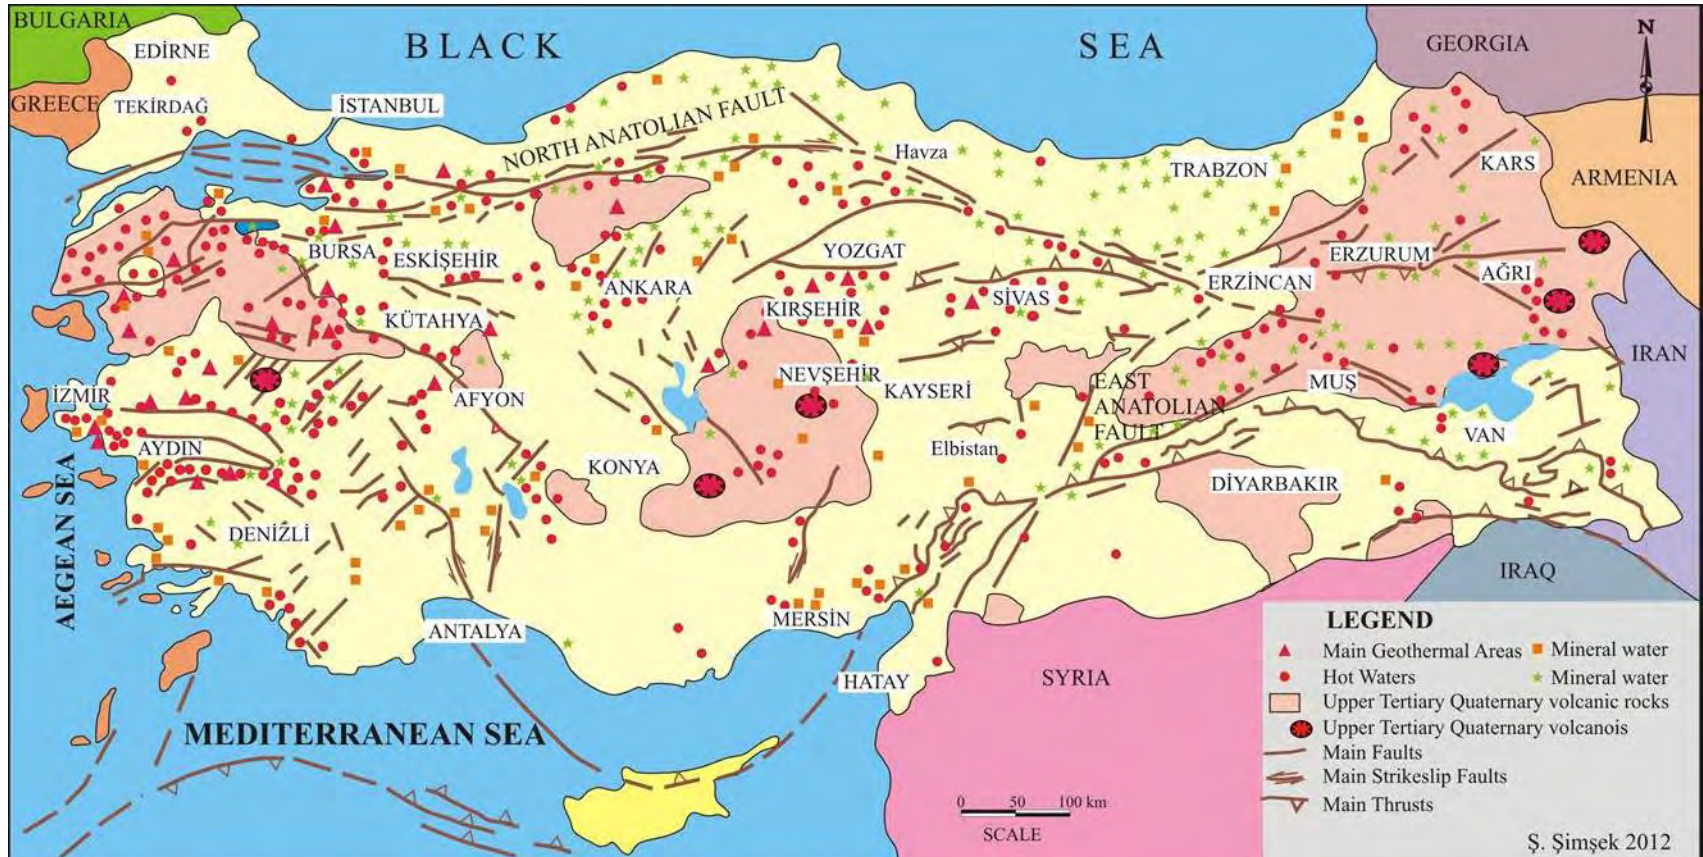 BULGARIA
EDİRNE
BLACK SEA
GEORGIA
N
GREECE
TEKİRDAĞ
İSTANBUL
NORTH ANATOLIAN FAULT
Havza
TRABZON
KARS
ARMENIA
BURSA
ESKİŞEHİR
ANKARA
YOZGAT
ERZURUM
AĞRI
SİVAS
ERZİNCAN
KIRŞEHİR
KÜTAHYA
IRAN
NEVŞEHİR
KAYSERİ
MUŞ
İZMİR
AFYON
EAST
ANATOLIAN
FAULT
VAN
AYDIN
Elbistan
KONYA
DİYARBAKIR
AEGEAN SEA
DENİZLİ
IRAQ
MERSİN
ANTALYA
HATAY
SYRIA
MEDITERRANEAN SEA
LEGEND
Main Geothermal Areas
Mineral water
Hot Waters
Mineral water
Upper Tertiary Quaternary volcanic rocks
Upper Tertiary Quaternary volcanois
Main Faults
Main Strikeslip Faults
Main Thrusts
0 50 100 km
SCALE
Ş. Şimşek 2012